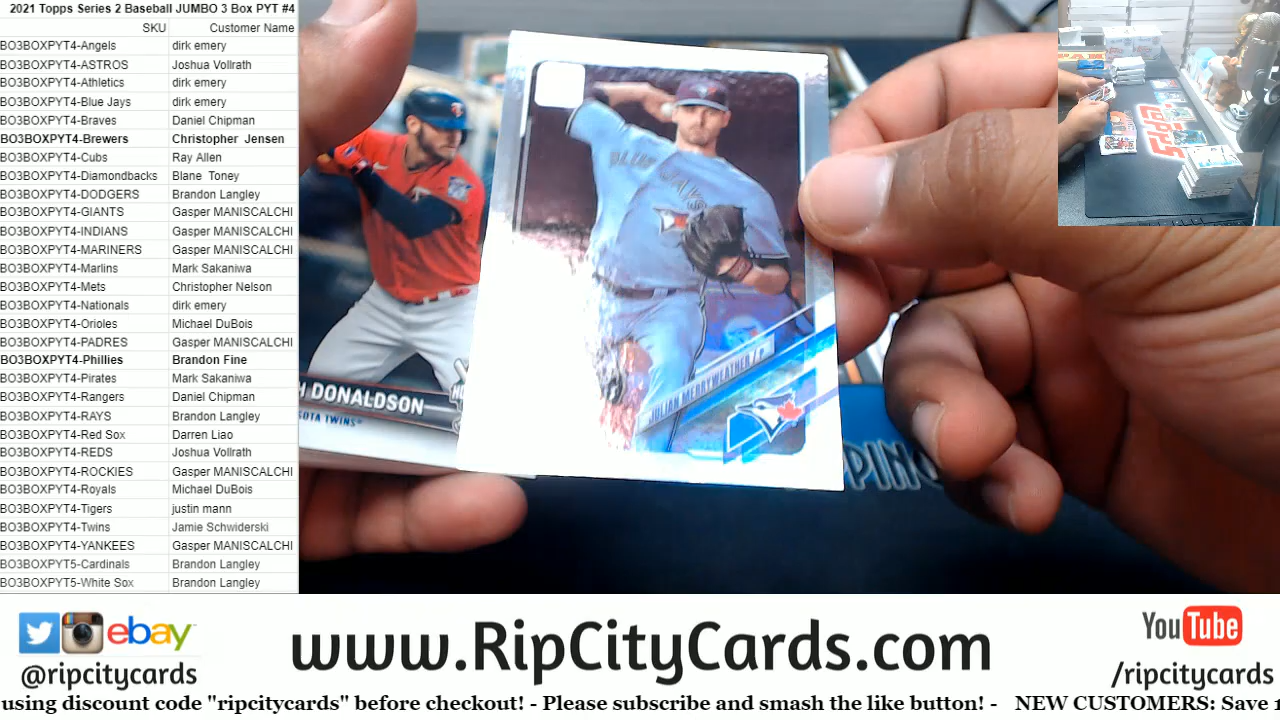 2021 Topps Series 2 Baseball JUMBO 3 Box PYT #4
SKU Customer Name
BO3BOXPYT4-Angels dirk emery
BO3BOXPYT4-ASTROS Joshua Vollrath
BO3BOXPYT4-Athletics dirk emery
BO3BOXPYT4-Blue Jays dirk emery
BO3BOXPYT4-Braves Daniel Chipman
BO3BOXPYT4-Brewers Christopher Jensen
BO3BOXPYT4-Cubs Ray Allen
BO3BOXPYT4-Diamondbacks Blane Toney
BO3BOXPYT4-DODGERS Brandon Langley
BO3BOXPYT4-GIANTS Gasper MANISCALCHI
BO3BOXPYT4-INDIANS Gasper MANISCALCHI
BO3BOXPYT4-MARINERS Gasper MANISCALCHI
BO3BOXPYT4-Marlins Mark Sakaniwa
BO3BOXPYT4-Mets Christopher Nelson
BO3BOXPYT4-Nationals dirk emery
BO3BOXPYT4-Orioles Michael DuBois
BO3BOXPYT4-PADRES Gasper MANISCALCHI
BO3BOXPYT4-Phillies Brandon Fine
BO3BOXPYT4-Pirates Mark Sakaniwa
BO3BOXPYT4-Rangers Daniel Chipman
BO3BOXPYT4-RAYS Brandon Langley
BO3BOXPYT4-Red Sox Darren Liao
BO3BOXPYT4-REDS Joshua Vollrath
BO3BOXPYT4-ROCKIES Gasper MANISCALCHI
BO3BOXPYT4-Royals Michael DuBois
BO3BOXPYT4-Tigers justin mann
BO3BOXPYT4-Twins Jamie Schwiderski
BO3BOXPYT4-YANKEES Gasper MANISCALCHI
BO3BOXPYT5-Cardinals Brandon Langley
BO3BOXPYT5-White Sox Brandon Langley
H DONALDSON
OTA TWINS
BLUE JAYS
JULIAN MERRYWEATHER / P
PPING
Topps
ebay
@ripcitycards
www.RipCityCards.com
YouTube
/ripcitycards
using discount code "ripcitycards" before checkout! - Please subscribe and smash the like button! - NEW CUSTOMERS: Save